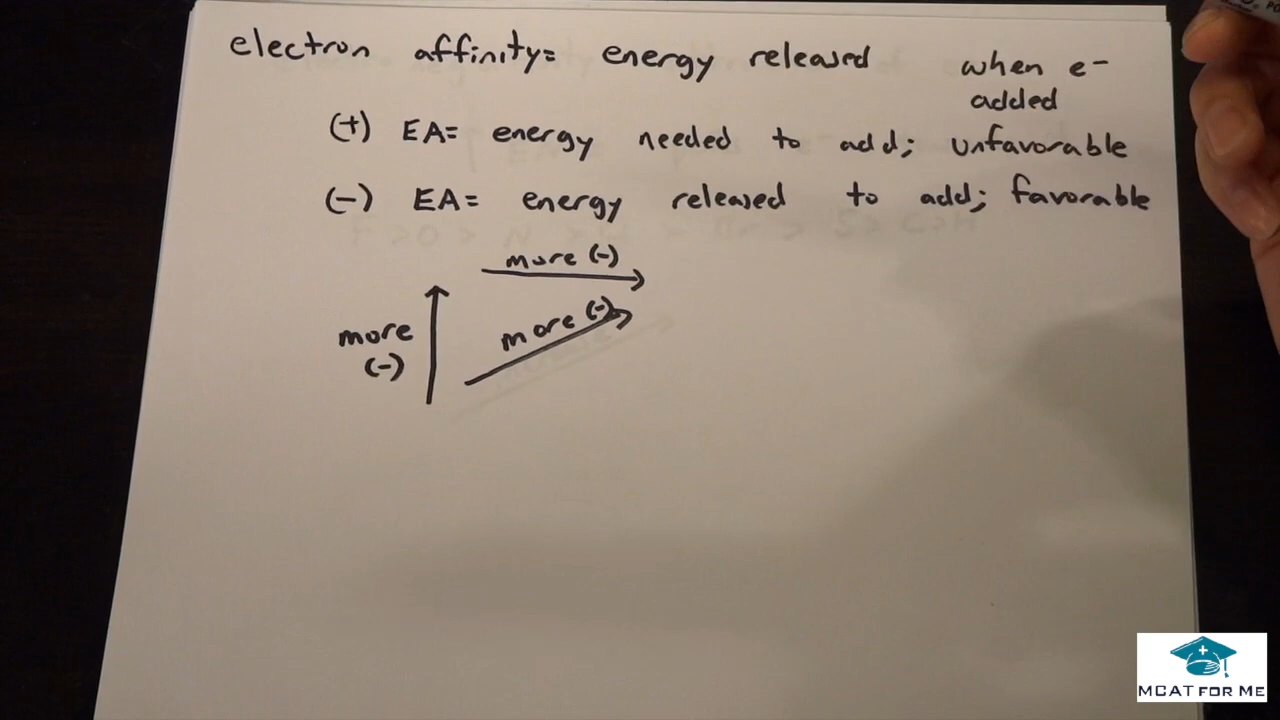 electron affinity= energy released when e-
added
(+) EA= energy needed to add; unfavorable
(-) EA= energy released to add; favorable
more (-)
more (-)
more
(-)
MCAT FOR ME